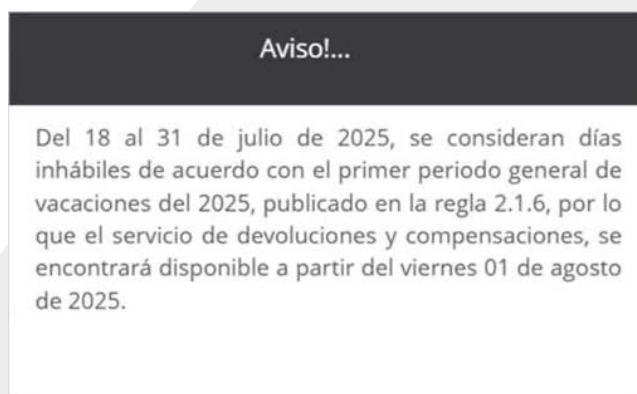 Aviso!...
Del 18 al 31 de julio de 2025, se consideran días
inhábiles de acuerdo con el primer periodo general de
vacaciones del 2025, publicado en la regla 2.1.6, por lo
que el servicio de devoluciones y compensaciones, se
encontrará disponible a partir del viernes 01 de agosto
de 2025.